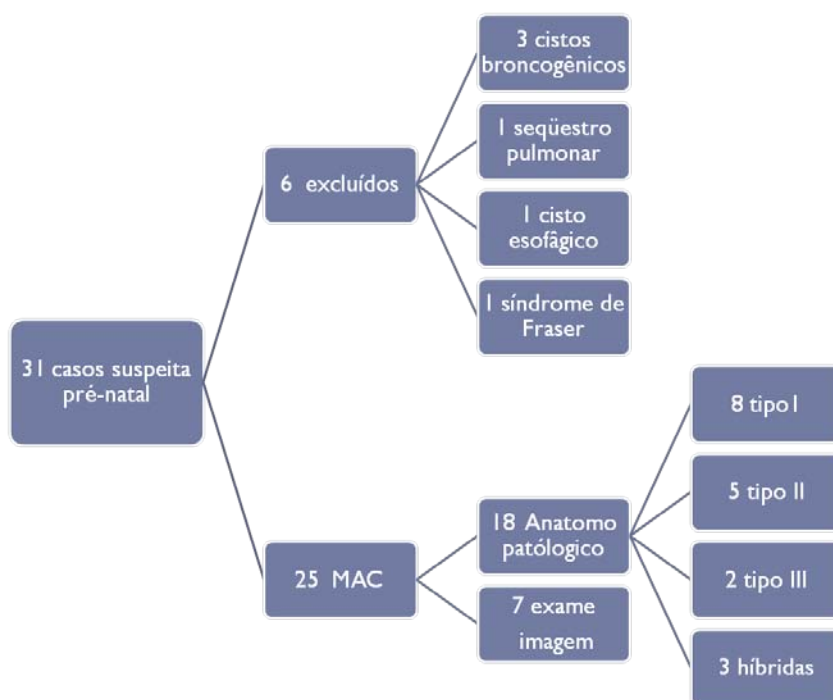 3 cistos
broncogênicos
1 seqüestro
pulmonar
6 excluídos
1 cisto
esofâgico
1 síndrome de
Fraser
31 casos suspeita
pré-natal
8 tipo I
18 Anatomo
patólogico
5 tipo II
25 MAC
7 exame
imagem
2 tipo III
3 híbridas